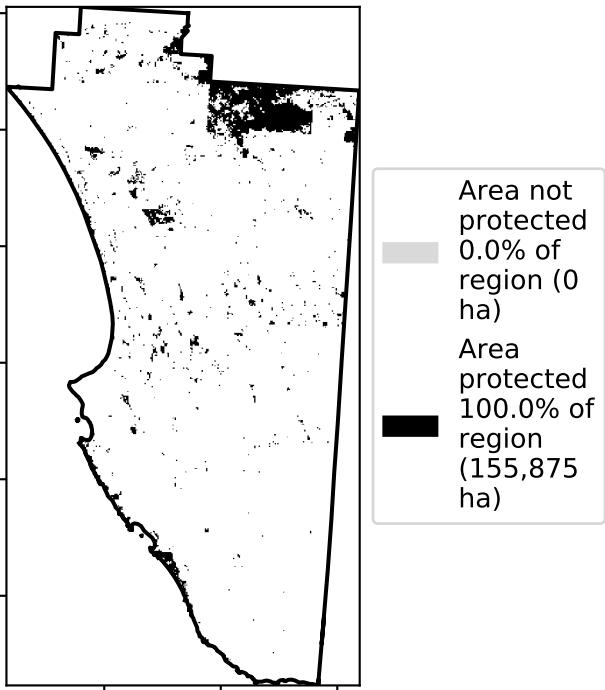 Area not
protected
0.0% of
region (0
ha)
Area
protected
100.0% of
region
(155,875
ha)